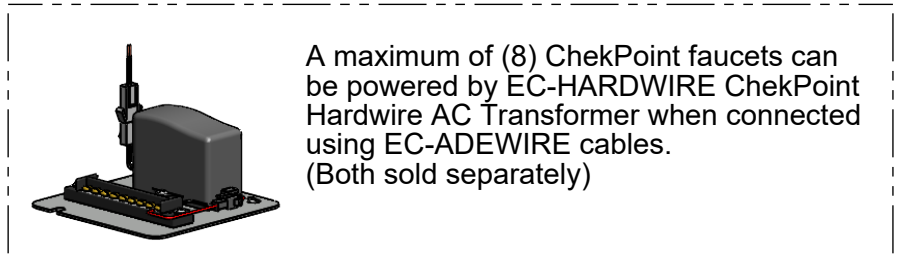 A maximum of (8) ChekPoint faucets can
be powered by EC-HARDWIRE ChekPoint
Hardwire AC Transformer when connected
using EC-ADEWIRE cables.
(Both sold separately)